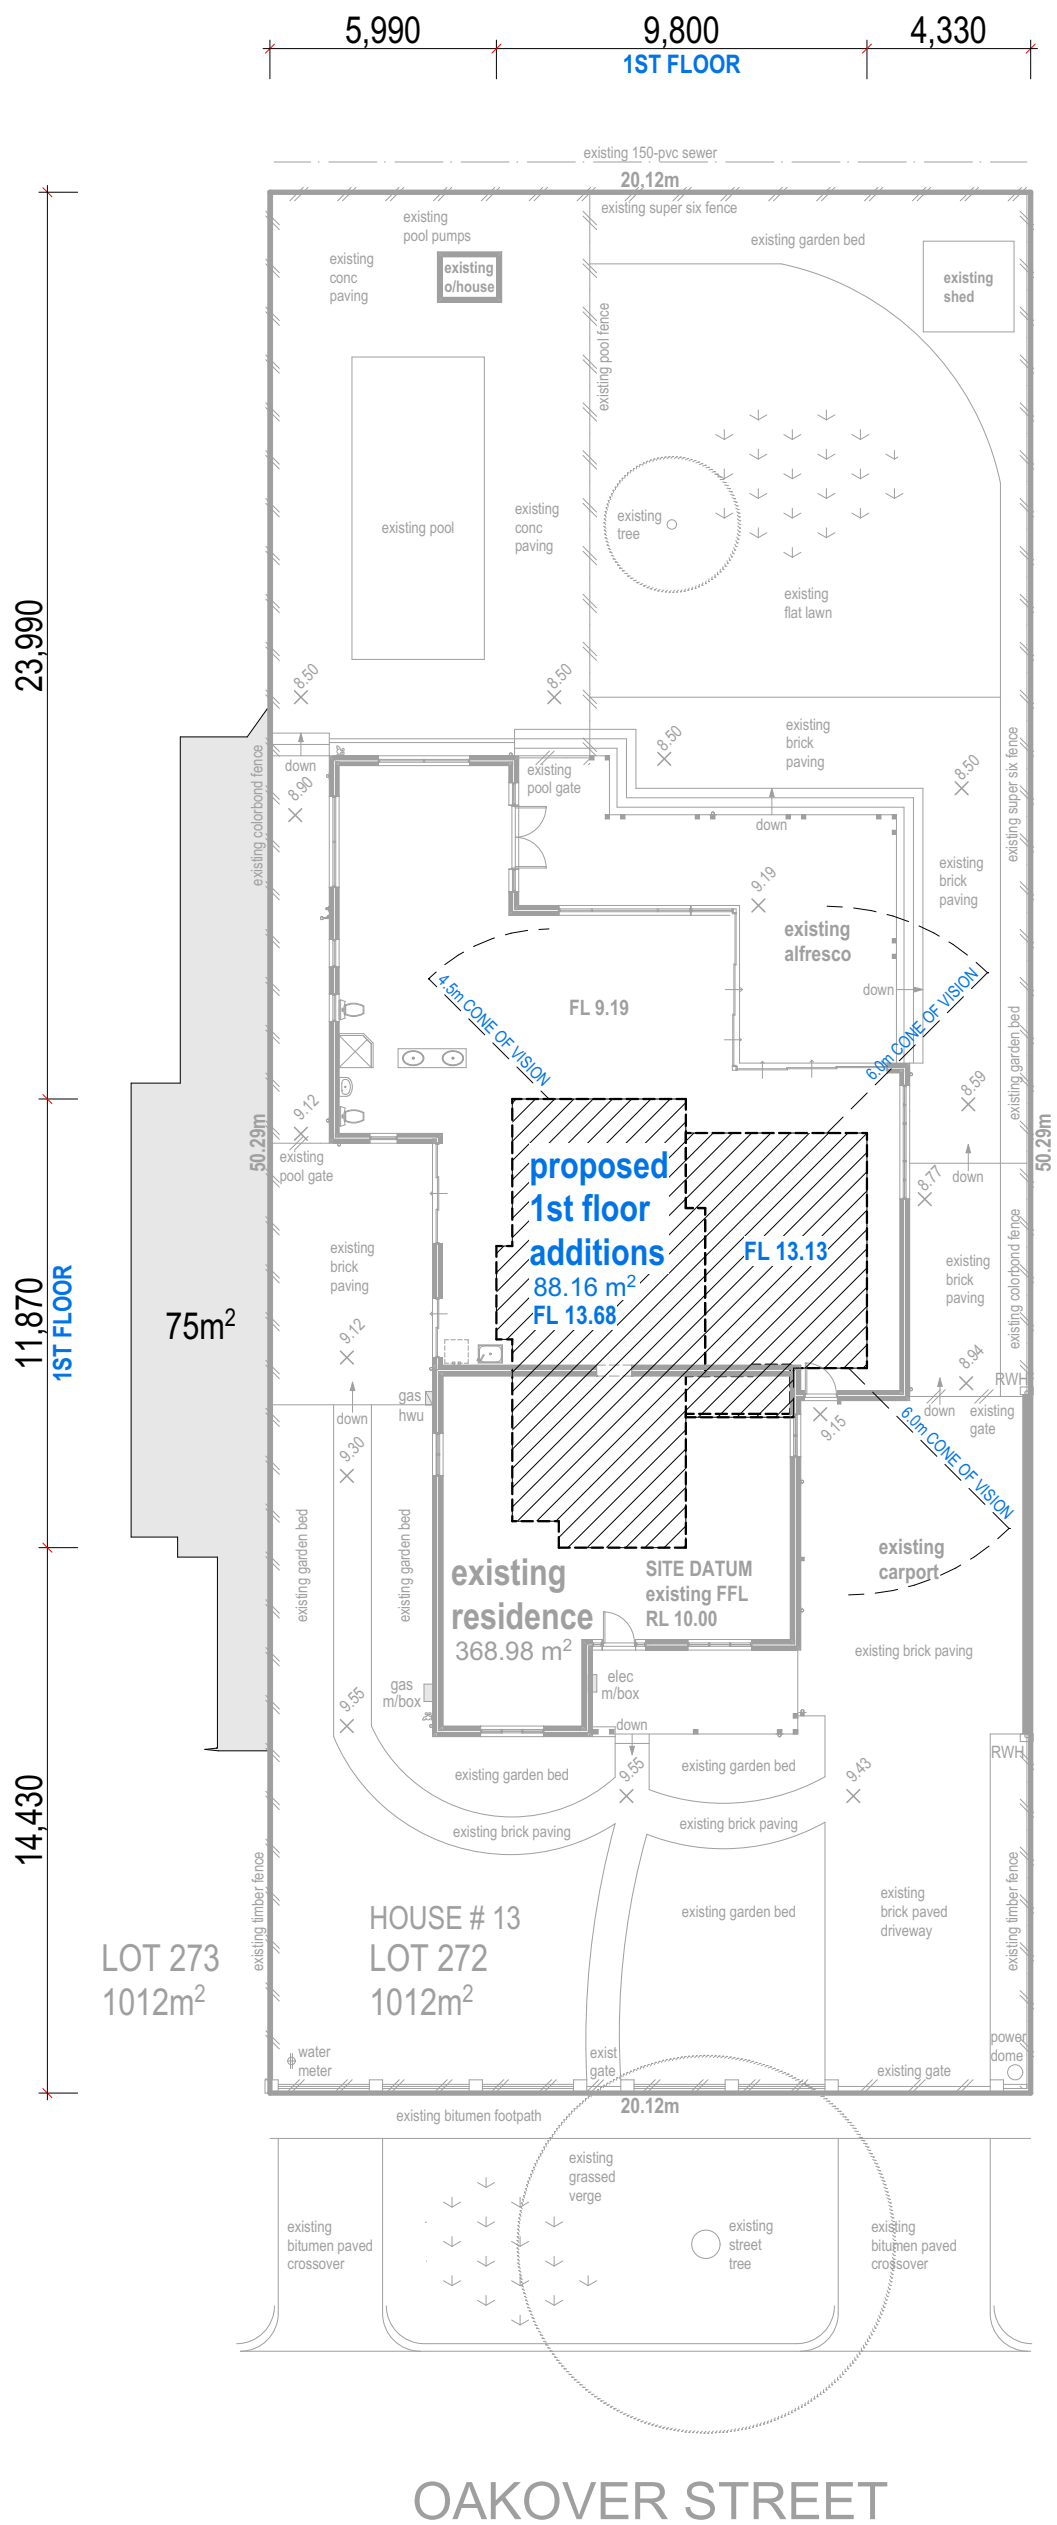 5,990
9,800
4,330
1ST FLOOR
existing 150-pvc sewer
20,12m
existing super six fence
existing
pool pumps
existing garden bed
existing
conc
paving
existing
o/house
existing
shed
existing pool fence
existing pool
existing
conc
paving
existing
tree
existing
flat lawn
23,990
8.50
8.50
8.50
existing
brick
paving
8.50
existing super six fence
existing colorbond fence
down
8.90
existing
pool gate
down
9.19
existing
brick
paving
existing
alfresco
4.5m CONE OF VISION
FL 9.19
down
6.0m CONE OF VISION
existing garden bed
8.59
9.12
50.29m
50.29m
existing
pool gate
proposed
1st floor
additions
88.16 m²
FL 13.68
FL 13.13
8.77
down
existing
brick
paving
existing
brick
paving
existing colorbond fence
11,870
1ST FLOOR
75m²
9.12
8.94
RWH
gas
hwu
down
9.30
9.15
down
existing
gate
6.0m CONE OF VISION
existing garden bed
existing garden bed
existing
carport
existing
residence
368.98 m²
SITE DATUM
existing FFL
RL 10.00
existing brick paving
gas
m/box
elec
m/box
9.55
down
RWH
existing garden bed
9.55
existing garden bed
9.43
14,430
existing brick paving
existing brick paving
existing timber fence
existing garden bed
existing
brick paved
driveway
existing timber fence
HOUSE # 13
LOT 273
1012m²
LOT 272
1012m²
water
meter
exist
gate
existing gate
power
dome
20.12m
existing bitumen footpath
existing
grassed
verge
existing
bitumen paved
crossover
existing
street
tree
existing
bitumen paved
crossover
OAKOVER STREET